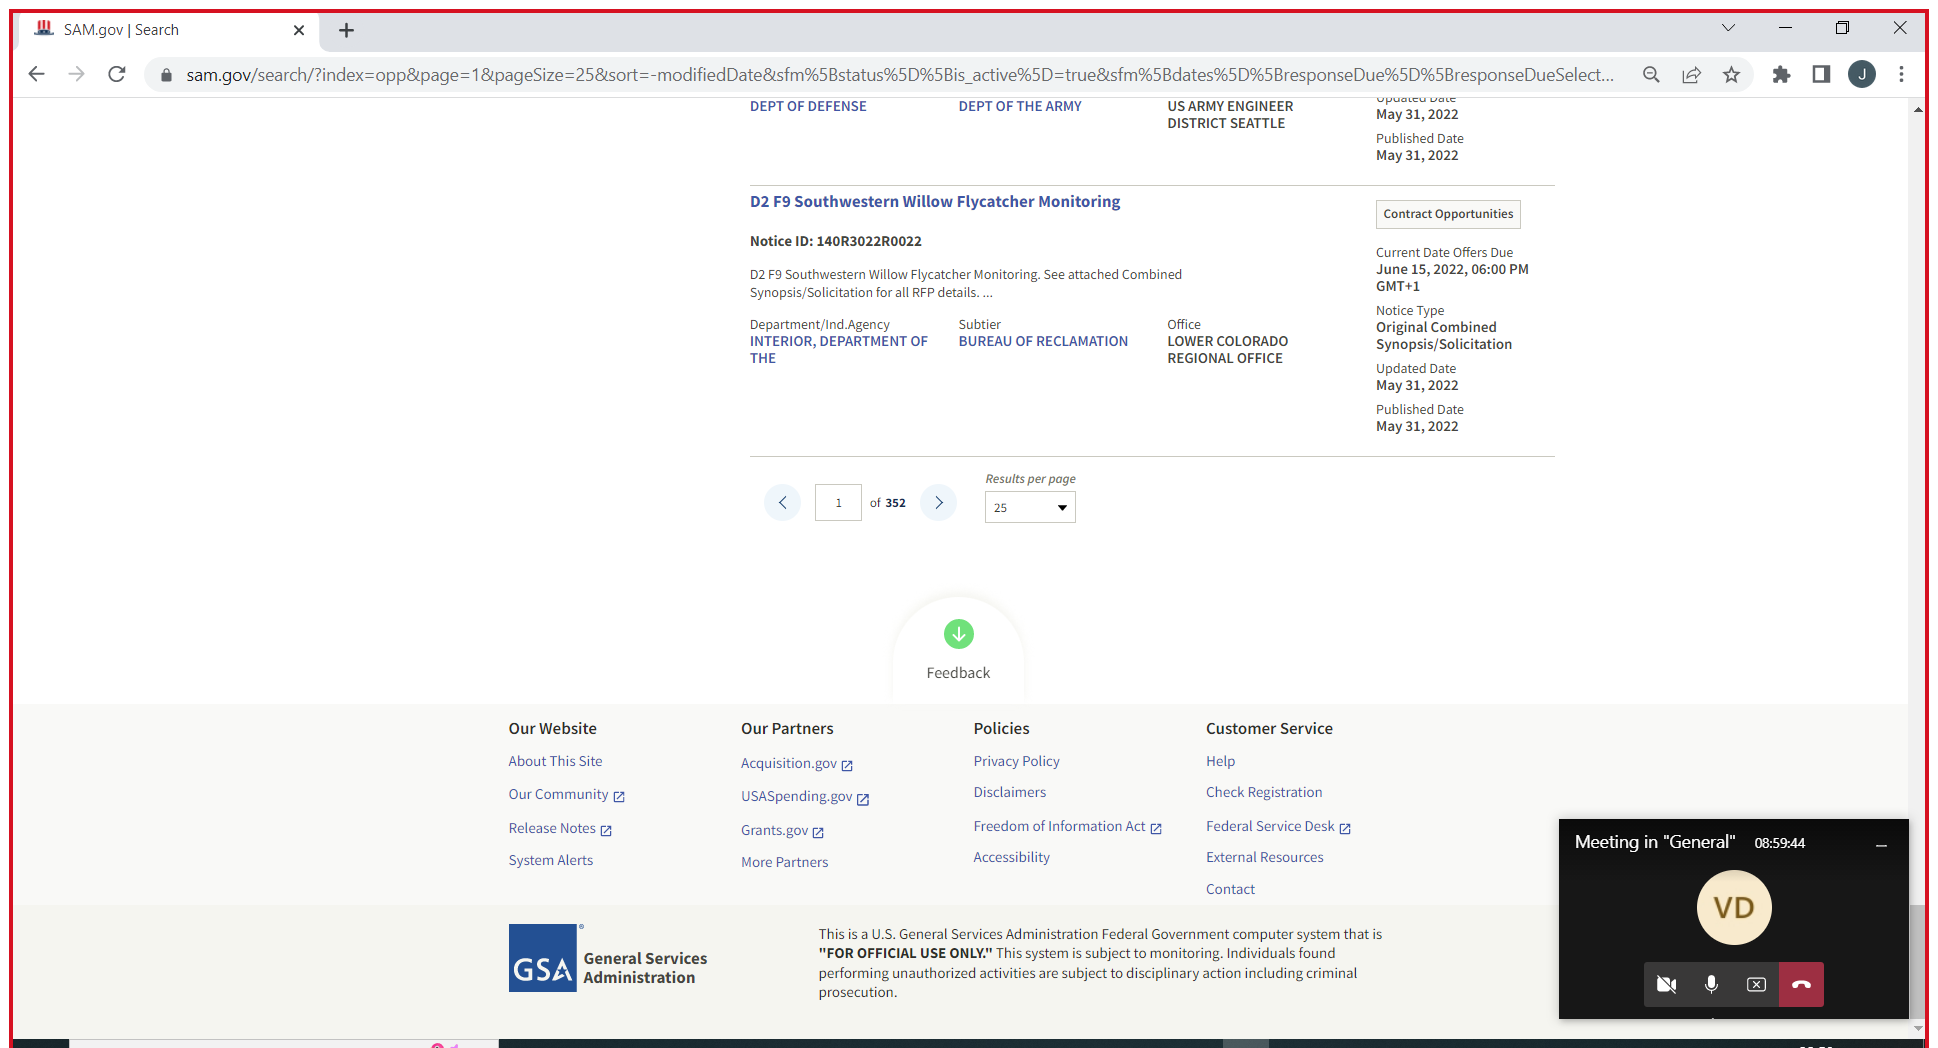 SAM.gov | Search
sam.gov/search/?index=opp&page=1&pageSize=25&sort=-modifiedDate&sfm%5Bstatus%5D%5Bis_active%5D=true&sfm%5Bdates%5D%5BresponseDue%5D%5BresponseDueSelect...
J
DEPT OF DEFENSE
DEPT OF THE ARMY
US ARMY ENGINEER
DISTRICT SEATTLE
Updated Date
May 31, 2022
Published Date
May 31, 2022
D2 F9 Southwestern Willow Flycatcher Monitoring
Notice ID: 140R3022R0022
D2 F9 Southwestern Willow Flycatcher Monitoring. See attached Combined
Synopsis/Solicitation for all RFP details. ...
Department/Ind.Agency
INTERIOR, DEPARTMENT OF
THE
Subtier
BUREAU OF RECLAMATION
Office
LOWER COLORADO
REGIONAL OFFICE
Contract Opportunities
Current Date Offers Due
June 15, 2022, 06:00 PM
GMT+1
Notice Type
Original Combined
Synopsis/Solicitation
Updated Date
May 31, 2022
Published Date
May 31, 2022
1 of 352
Results per page
25
Feedback
Our Website
About This Site
Our Community
Release Notes
System Alerts
Our Partners
Acquisition.gov
USASpending.gov
Grants.gov
More Partners
Policies
Privacy Policy
Disclaimers
Freedom of Information Act
Accessibility
Customer Service
Help
Check Registration
Federal Service Desk
External Resources
Contact
GSA
®
General Services
Administration
This is a U.S. General Services Administration Federal Government computer system that is
"FOR OFFICIAL USE ONLY." This system is subject to monitoring. Individuals found
performing unauthorized activities are subject to disciplinary action including criminal
prosecution.
Meeting in "General" 08:59:44
VD